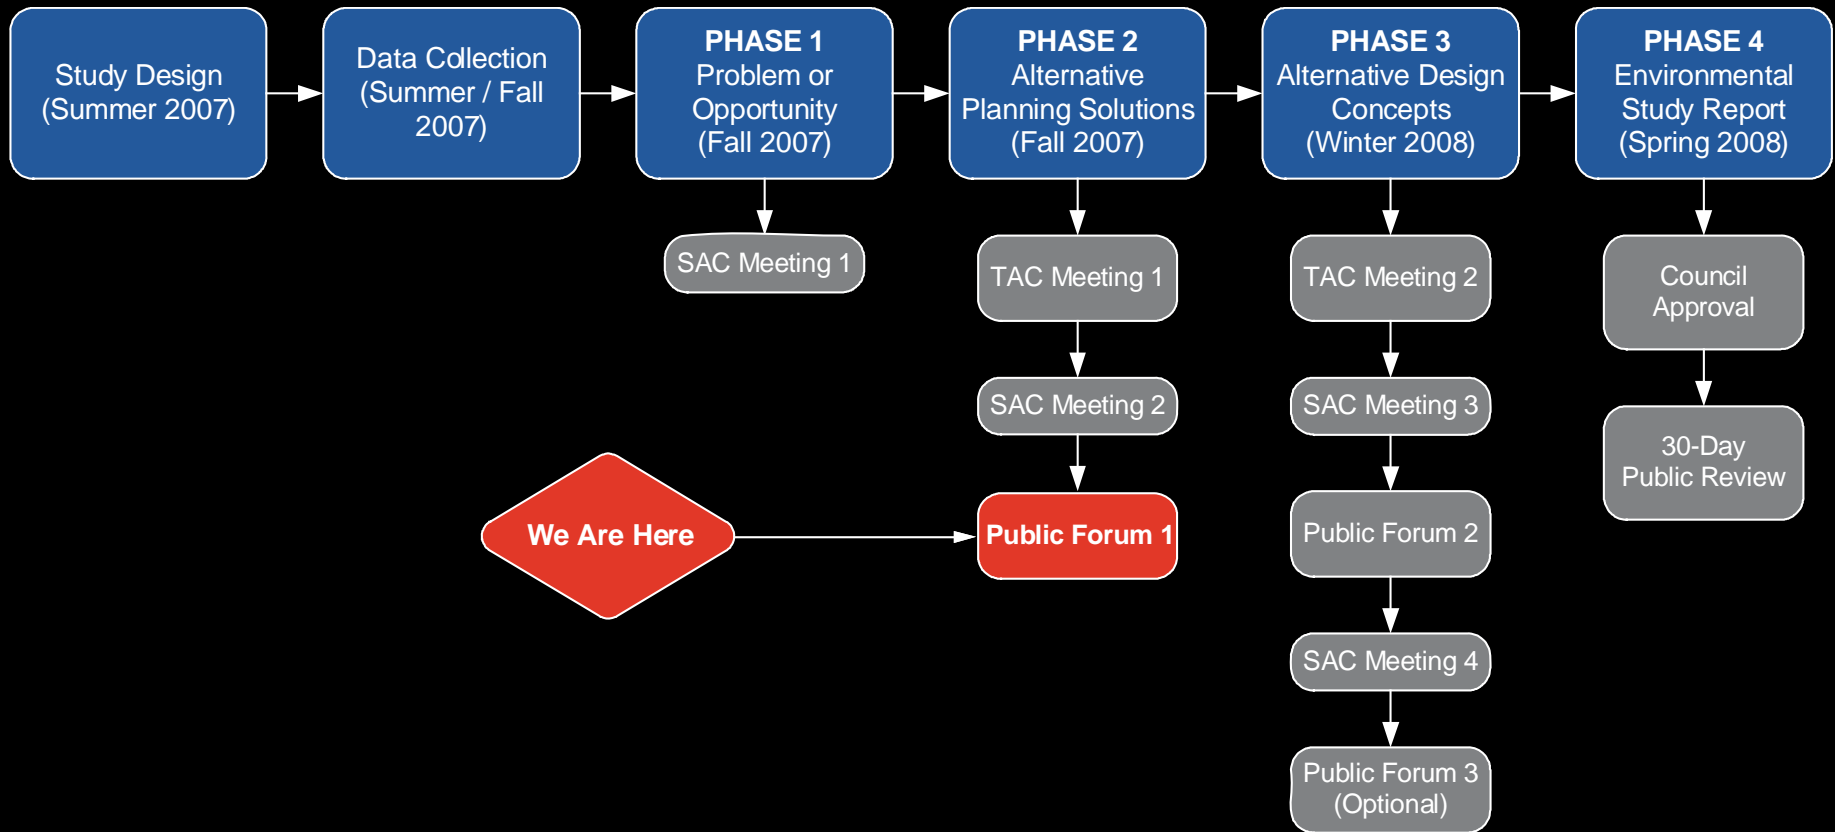 Study Design
(Summer 2007)
Data Collection
(Summer / Fall
2007)
PHASE 1
Problem or
Opportunity
(Fall 2007)
PHASE 2
Alternative
Planning Solutions
(Fall 2007)
PHASE 3
Alternative Design
Concepts
(Winter 2008)
PHASE 4
Environmental
Study Report
(Spring 2008)
SAC Meeting 1
TAC Meeting 1
SAC Meeting 2
We Are Here
Public Forum 1
TAC Meeting 2
SAC Meeting 3
Public Forum 2
SAC Meeting 4
Public Forum 3
(Optional)
Council
Approval
30-Day
Public Review